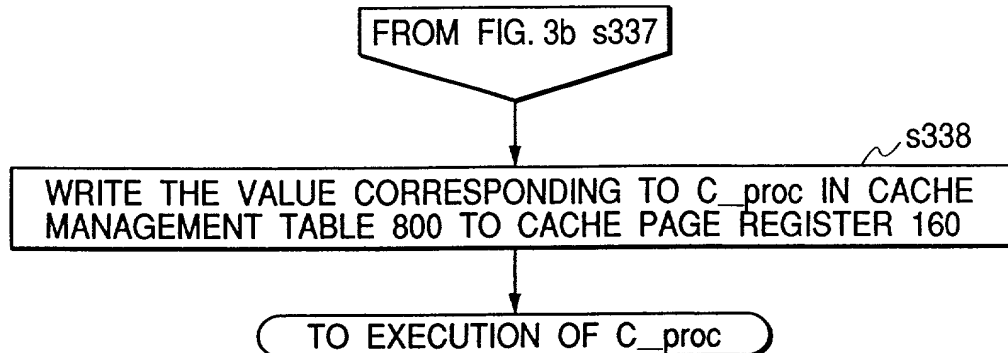 FROM FIG. 3b s337
s338
WRITE THE VALUE CORRESPONDING TO C_proc IN CACHE
MANAGEMENT TABLE 800 TO CACHE PAGE REGISTER 160
TO EXECUTION OF C_proc